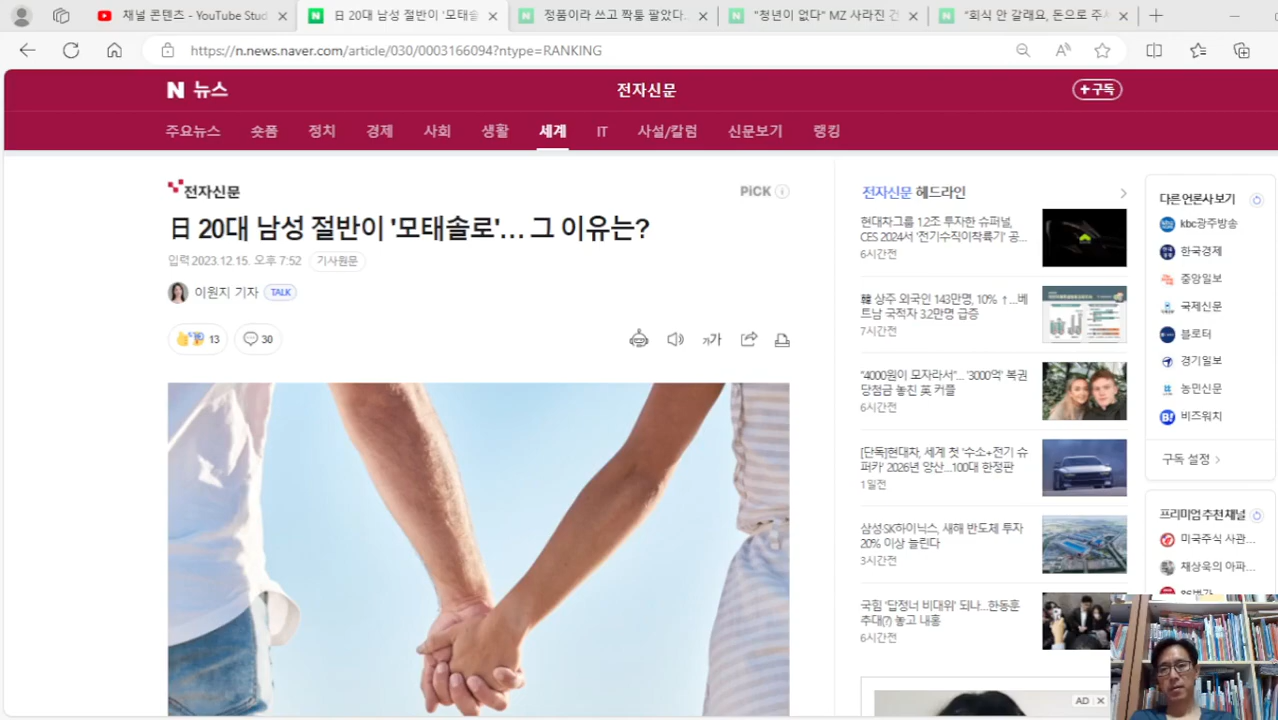 채널 콘텐츠 - YouTube Stud
日 20대 남성 절반이 '모태솔
정품이라 쓰고 짝퉁 팔았다..
"청년이 없다" MZ 사라진 건
"회식 안 할래요, 돈으로 주
https://n.news.naver.com/article/030/0003166094?ntype=RANKING
N 뉴스
전자신문
+구독
주요뉴스 숏폼 정치 경제 사회 생활 세계 IT 사설/칼럼 신문보기 랭킹
전자신문
PiCK
日 20대 남성 절반이 '모태솔로'… 그 이유는?
입력 2023.12.15. 오후 7:52 기사원문
이원지 기자 TALK
13 30
가가
전자신문 헤드라인
현대차그룹 1.2조 투자한 슈퍼널,
CES 2024서 '전기수직이착륙기' 공...
6시간전
韓 상주 외국인 143만명, 10% ↑…베
트남 국적자 3.2만명 급증
7시간전
"4000원이 모자라서"… '3000억' 복권
당첨금 놓친 英 커플
6시간전
[단독]현대차, 세계 첫 '수소+전기 슈
퍼카' 2026년 양산…100대 한정판
1일전
삼성·SK하이닉스, 새해 반도체 투자
20% 이상 늘린다
3시간전
국힘 '답정너 비대위' 되나…한동훈
추대(?) 놓고 내홍
6시간전
AD
다른 언론사 보기
kbc광주방송
한국경제
중앙일보
국제신문
블로터
경기일보
농민신문
비즈워치
구독 설정
프리미엄 추천 채널
미국주식 사관...
재상욱의 아파...